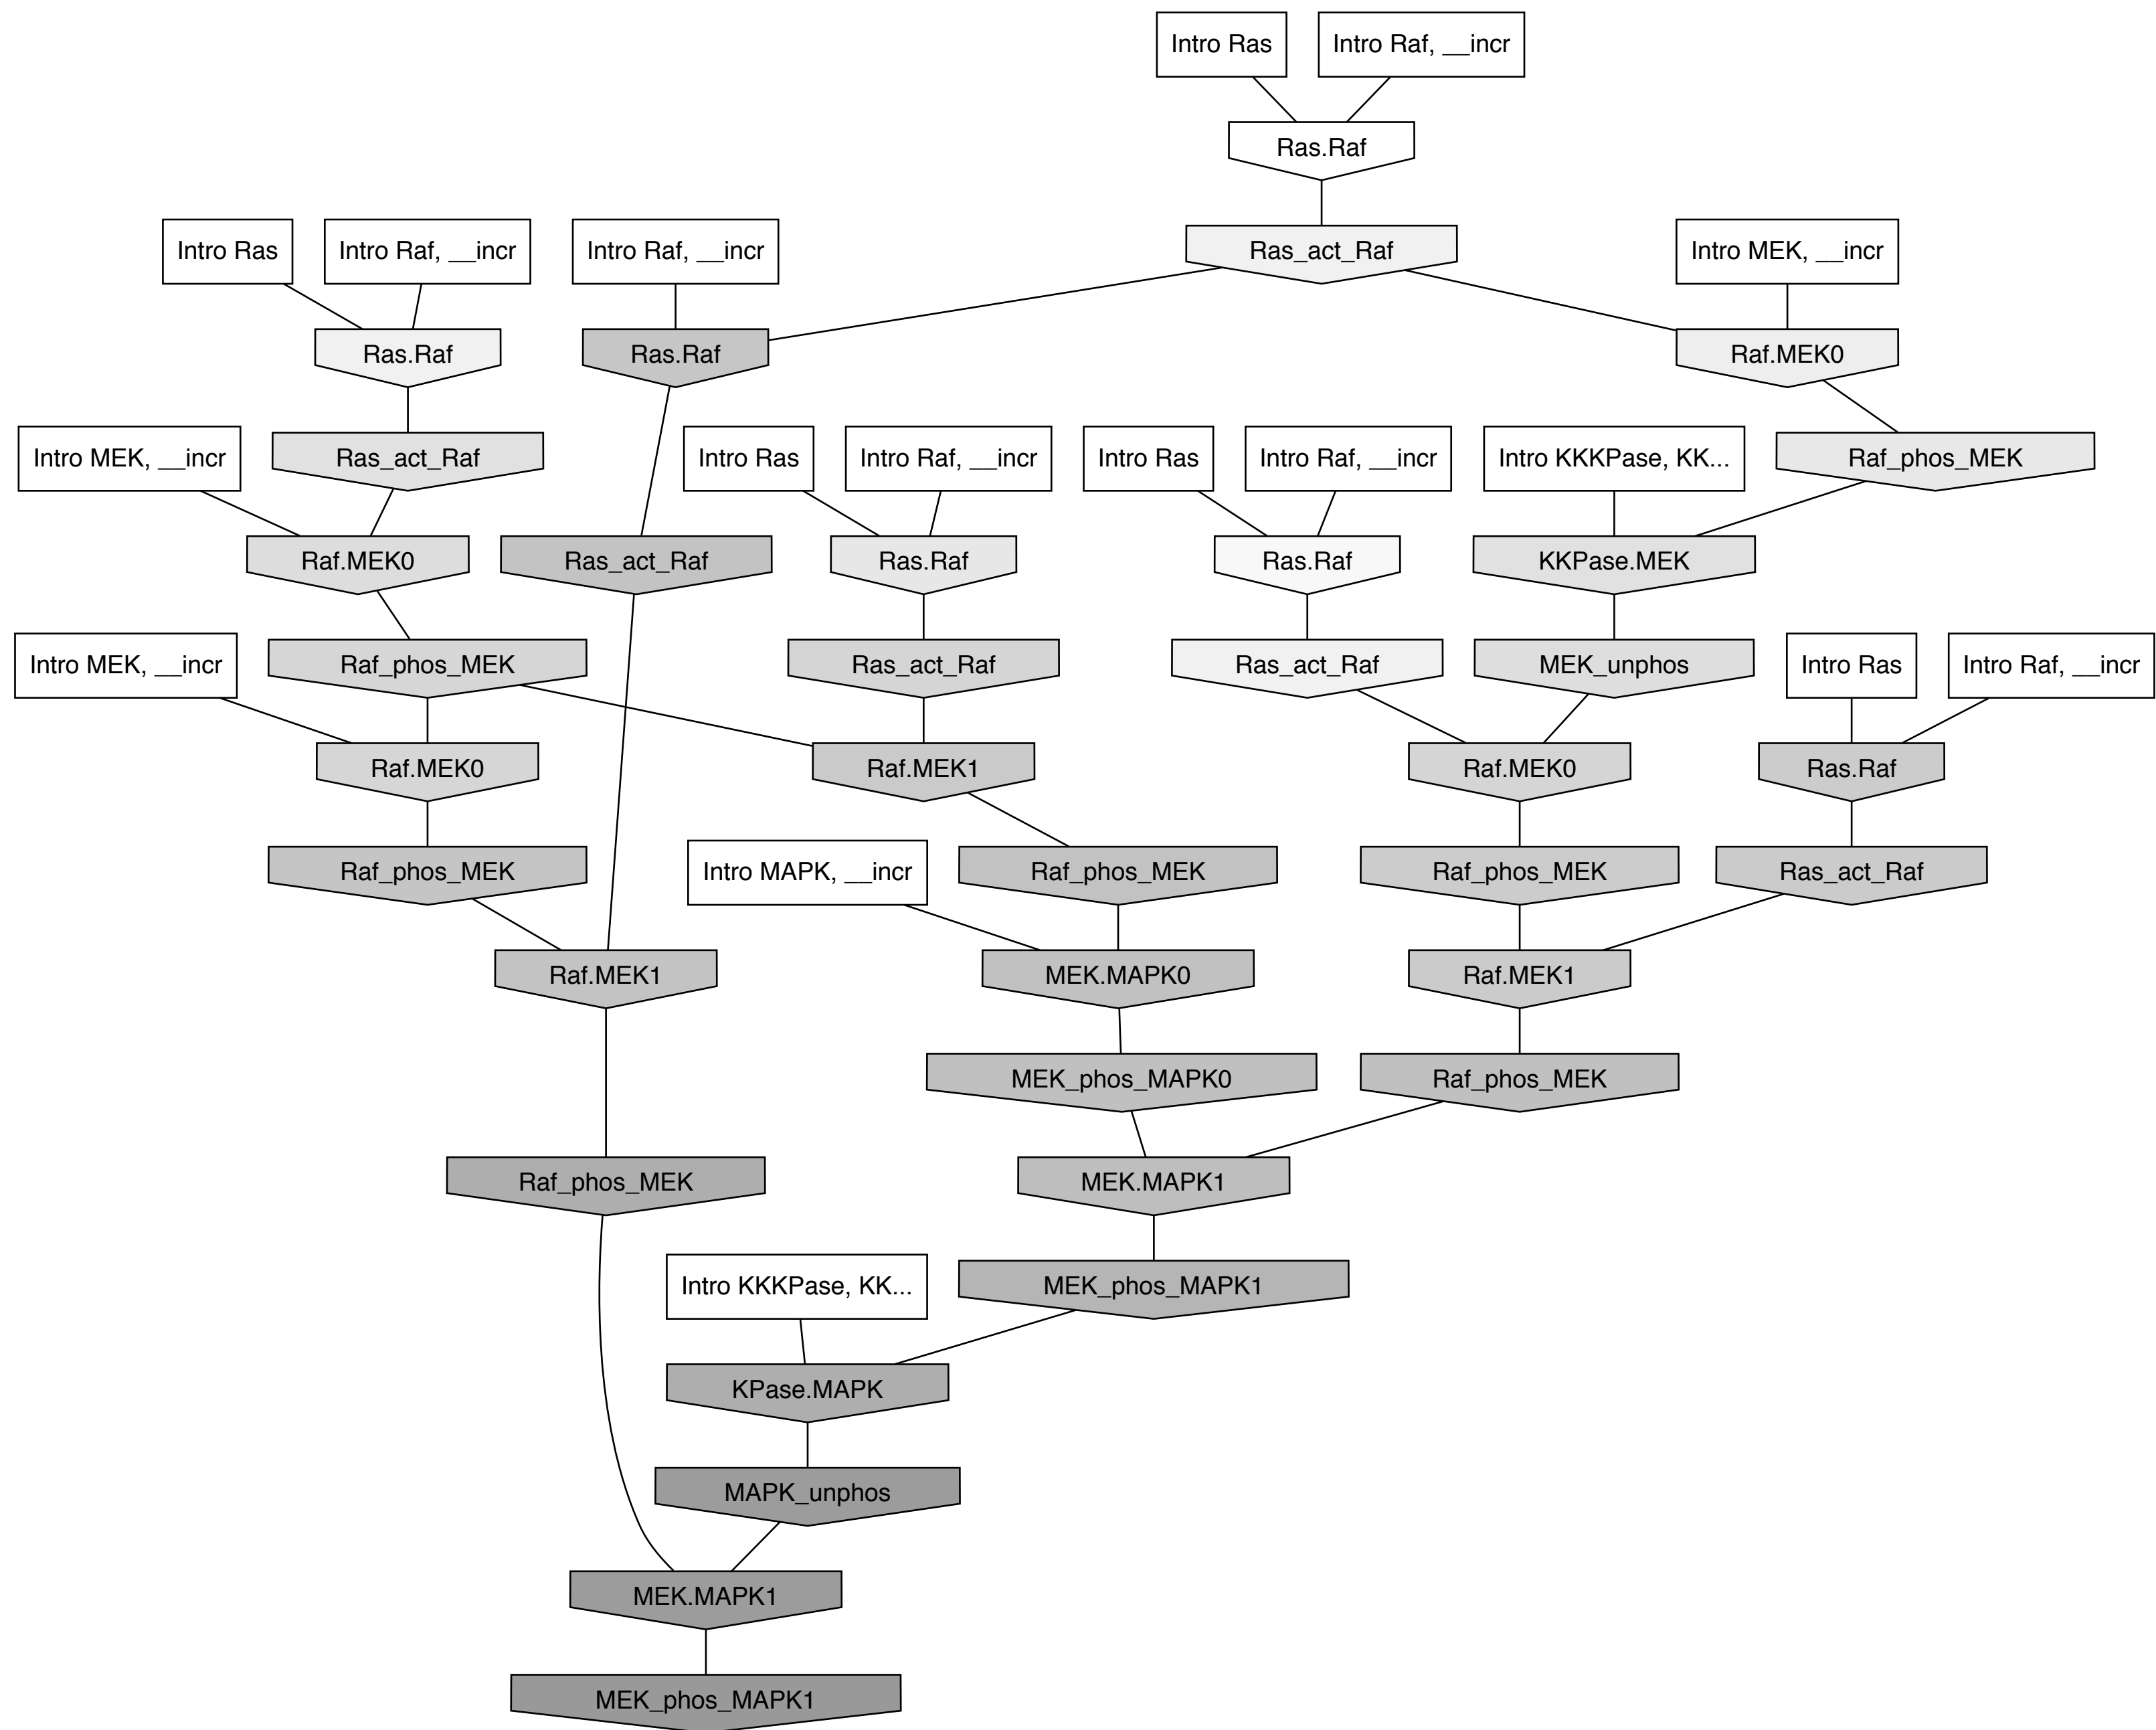 Intro Ras
Intro Raf, __incr
Ras.Raf
Intro Ras
Intro Raf, __incr
Intro Raf, __incr
Ras_act_Raf
Intro MEK, __incr
Ras.Raf
Ras.Raf
Raf.MEK0
Intro MEK, __incr
Ras_act_Raf
Intro Ras
Intro Raf, __incr
Intro Ras
Intro Raf, __incr
Intro KKKPase, KK...
Raf_phos_MEK
Raf.MEK0
Ras_act_Raf
Ras.Raf
Ras.Raf
KKPase.MEK
Intro MEK, __incr
Raf_phos_MEK
Ras_act_Raf
Ras_act_Raf
MEK_unphos
Intro Ras
Intro Raf, __incr
Raf.MEK0
Raf.MEK1
Raf.MEK0
Ras.Raf
Raf_phos_MEK
Intro MAPK, __incr
Raf_phos_MEK
Raf_phos_MEK
Ras_act_Raf
Raf.MEK1
MEK.MAPK0
Raf.MEK1
MEK_phos_MAPK0
Raf_phos_MEK
Raf_phos_MEK
MEK.MAPK1
Intro KKKPase, KK...
MEK_phos_MAPK1
KPase.MAPK
MAPK_unphos
MEK.MAPK1
MEK_phos_MAPK1